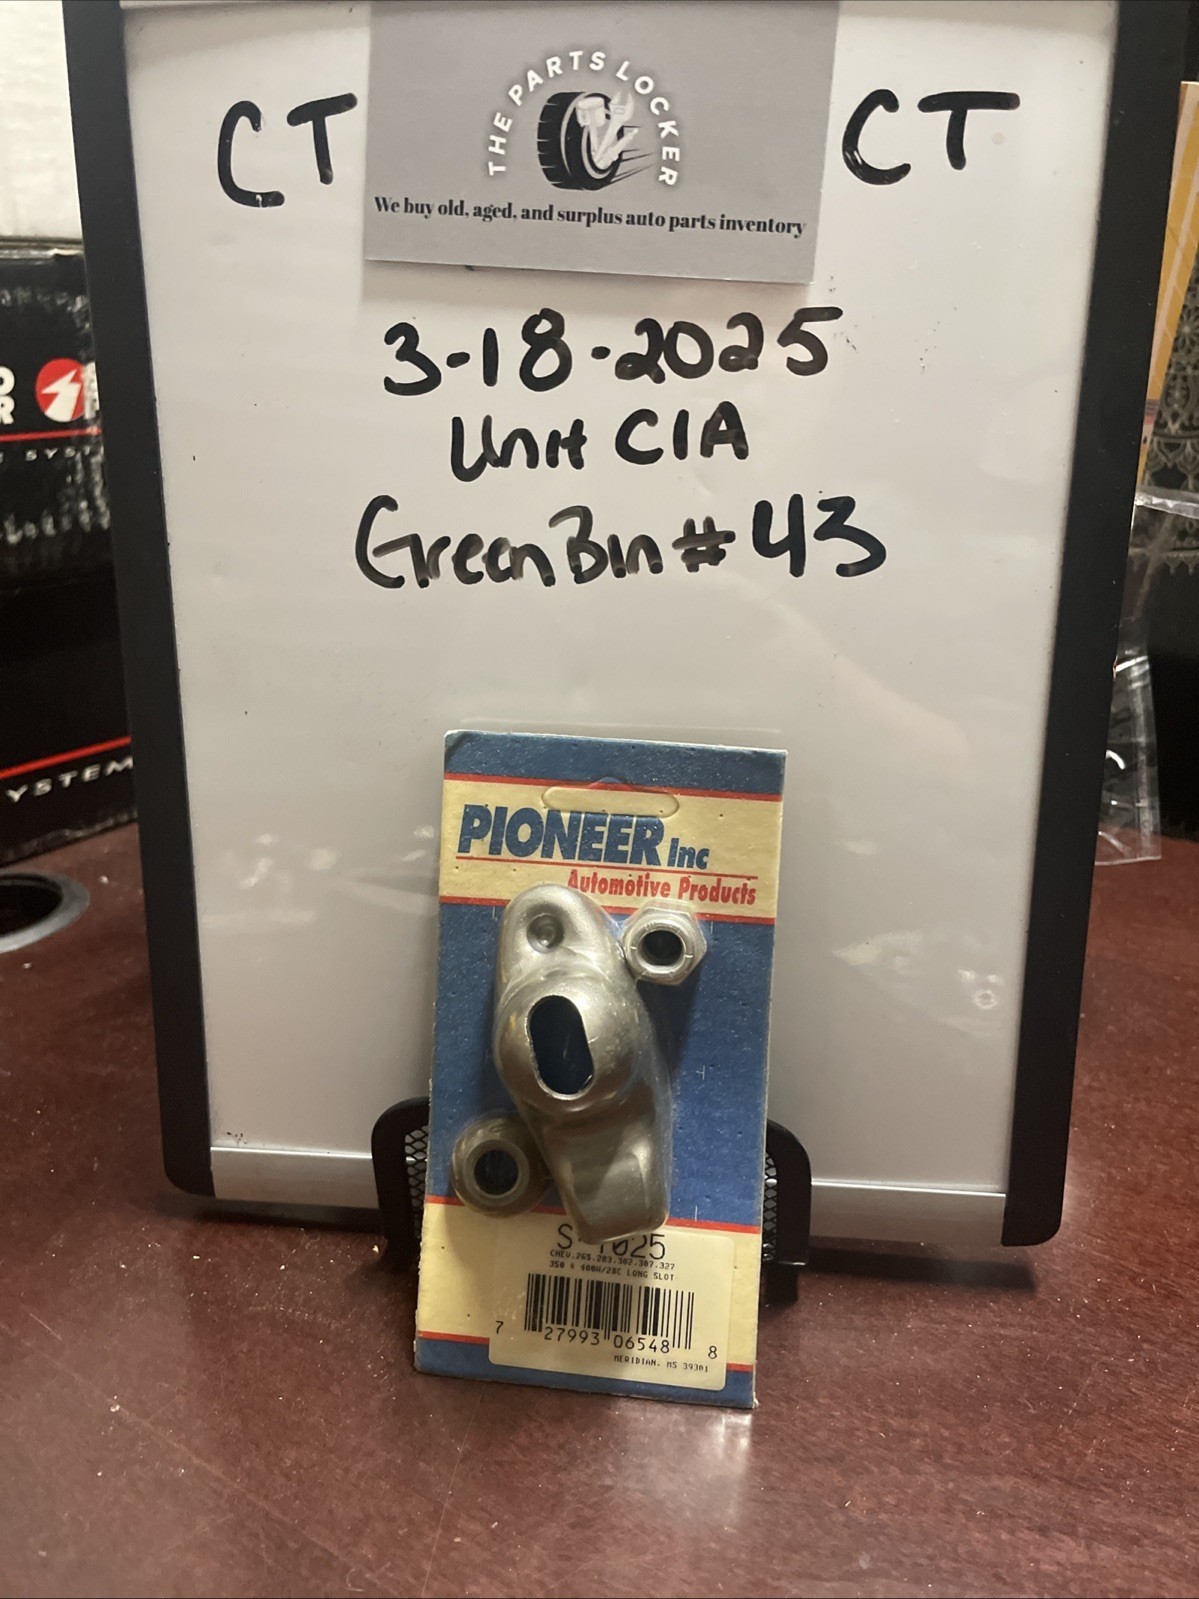 THE PARTS LOCKER
We buy old, aged, and surplus auto parts inventory
CT CT
3-18-2025
Unit C1A
Green Bin # 43
PIONEER Inc
Automotive Products
S-1025
CHEV.265.283.302.307.327
350 & 400W/2BC LONG SLOT
7 27993 06548 8
MERIDIAN, MS 39301
YSTEM